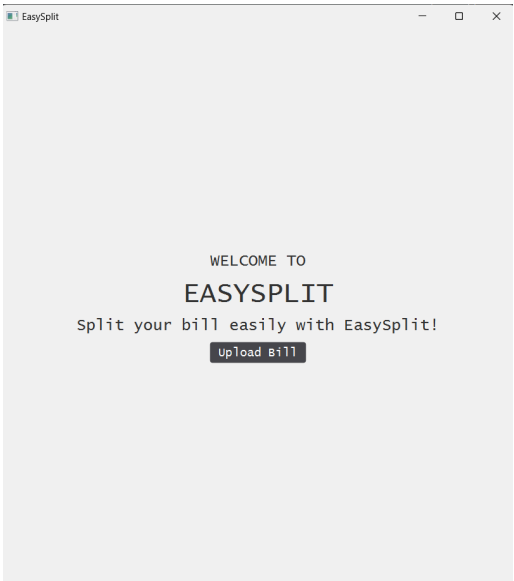 EasySplit
WELCOME TO
EASYSPLIT
Split your bill easily with EasySplit!
Upload Bill